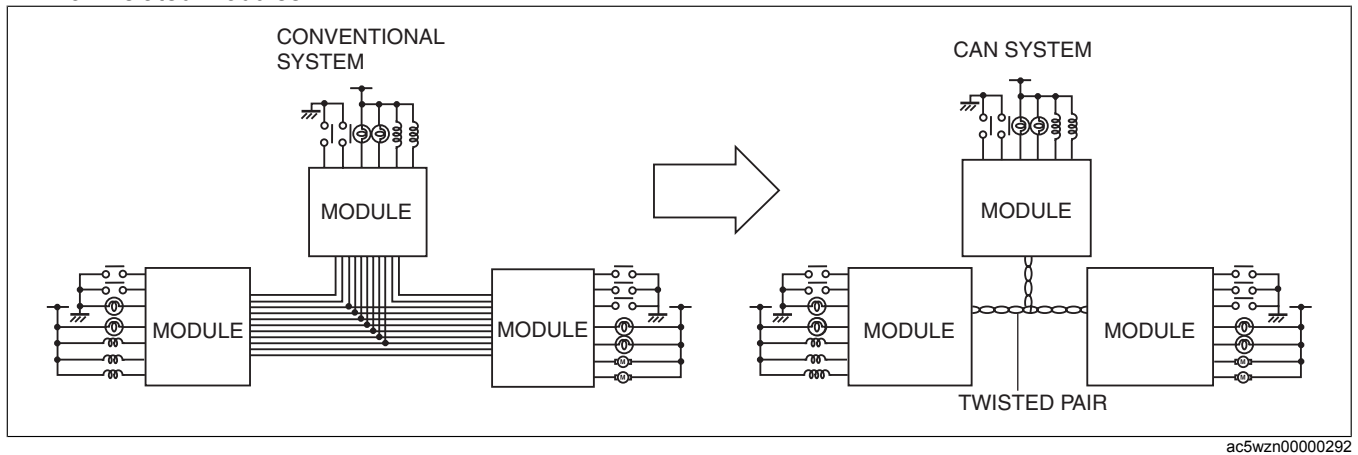 CONVENTIONAL
SYSTEM
CAN SYSTEM
MODULE
MODULE
MODULE
MODULE
MODULE
MODULE
M
M
M
M
TWISTED PAIR
ac5wzn00000292